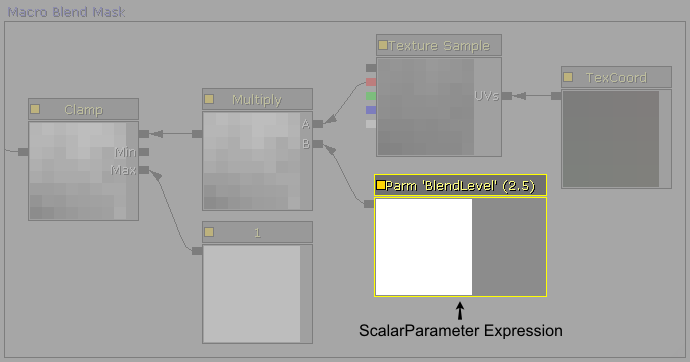 Macro Blend Mask
Texture Sample
UVs
TexCoord
Clamp
Min
Max
Multiply
A
B
Parm 'BlendLevel' (2.5)
1
ScalarParameter Expression